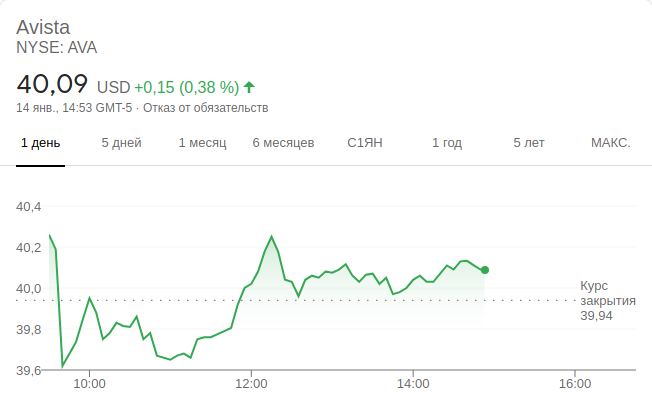 Avista
NYSE: AVA
40,09 USD +0,15 (0,38 %)
14 янв., 14:53 GMT-5 · Отказ от обязательств
1 день 5 дней 1 месяц 6 месяцев С1ЯН 1 год 5 лет МАКС.
40,4
40,2
40,0
39,8
39,6
Курс
закрытия
39,94
10:00 12:00 14:00 16:00